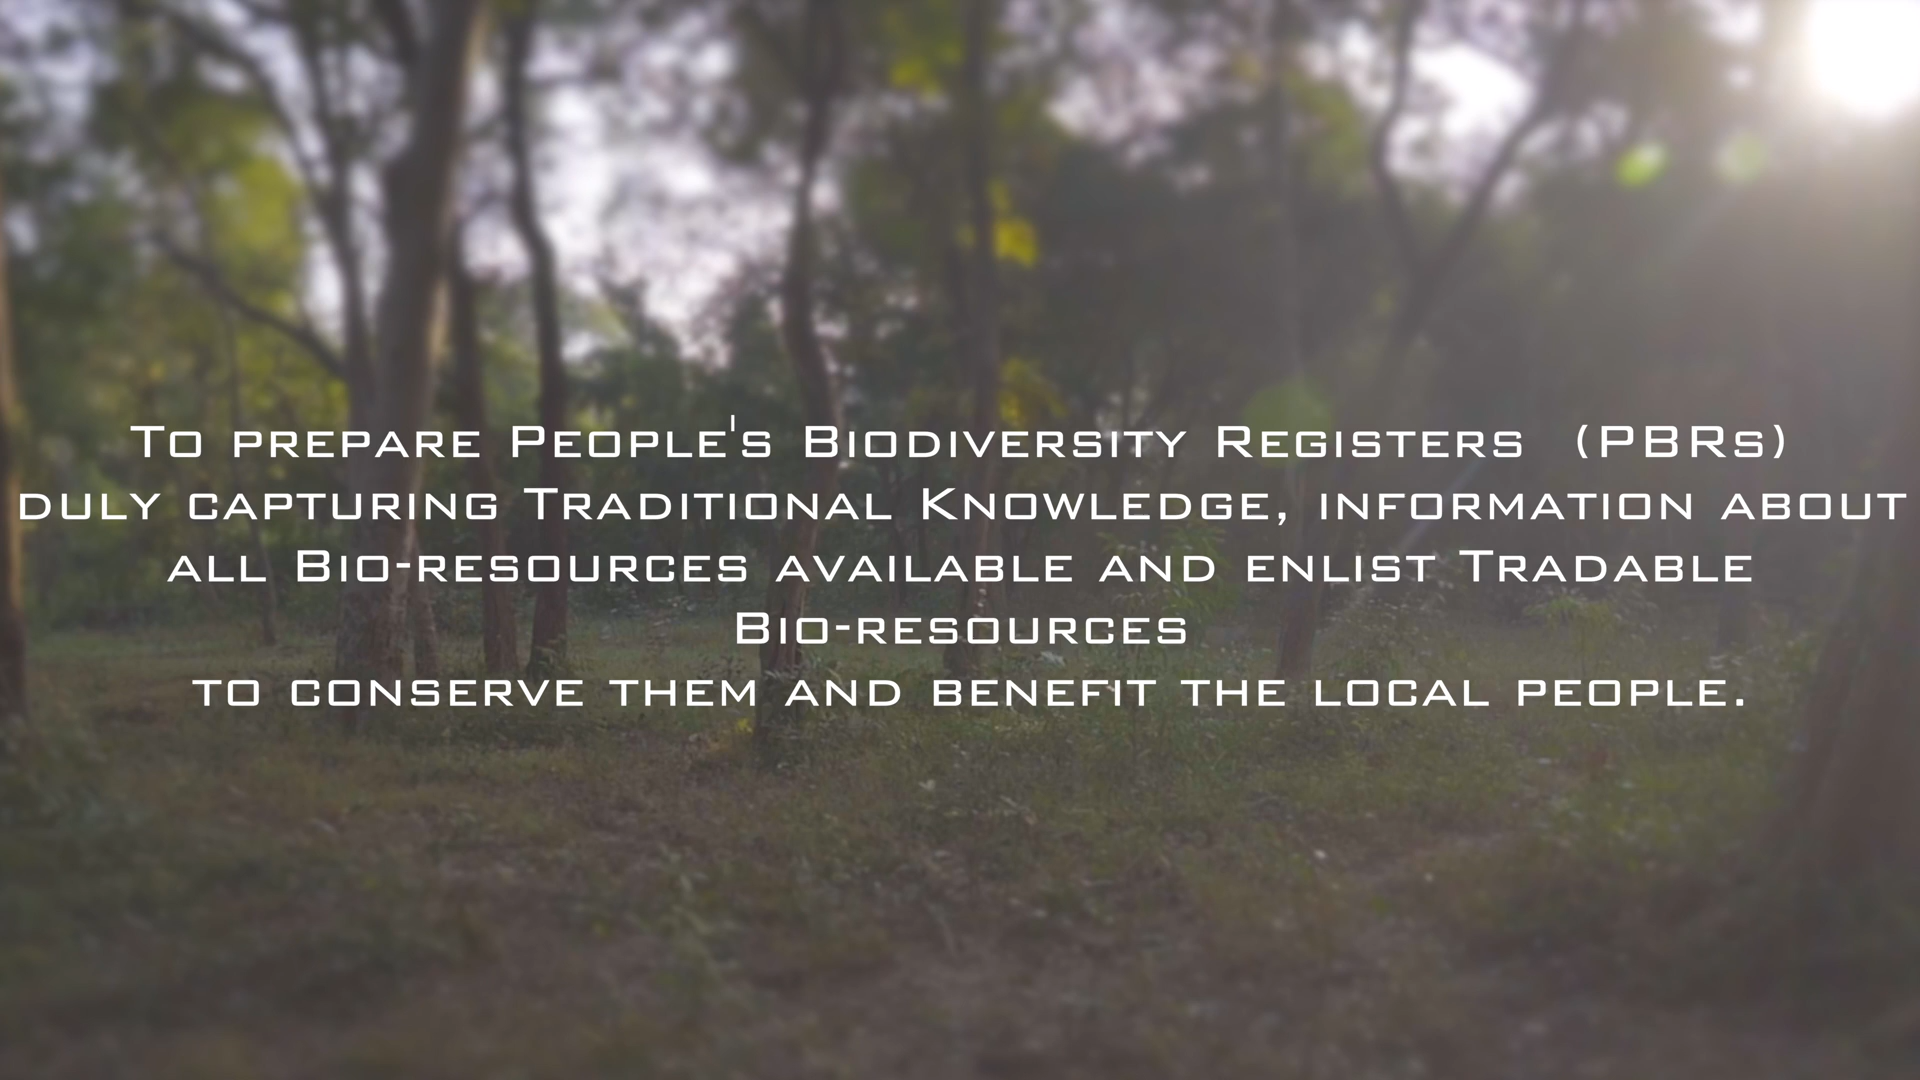 To prepare People's Biodiversity Registers (PBRs)
duly capturing Traditional Knowledge, information about
all Bio-resources available and enlist Tradable
Bio-resources
to conserve them and benefit the local people.